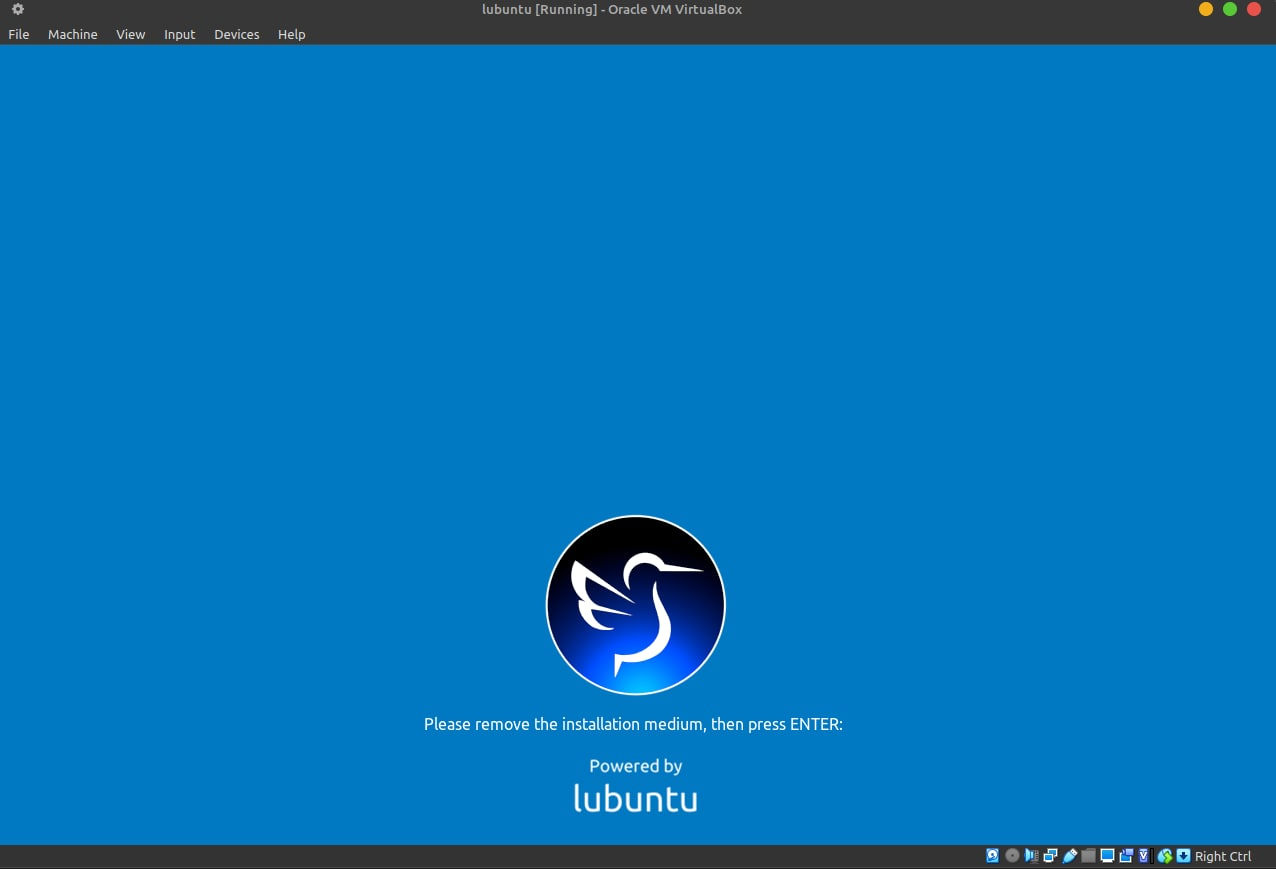 lubuntu [Running] - Oracle VM VirtualBox
File Machine View Input Devices Help
Please remove the installation medium, then press ENTER:
Powered by
lubuntu
Right Ctrl